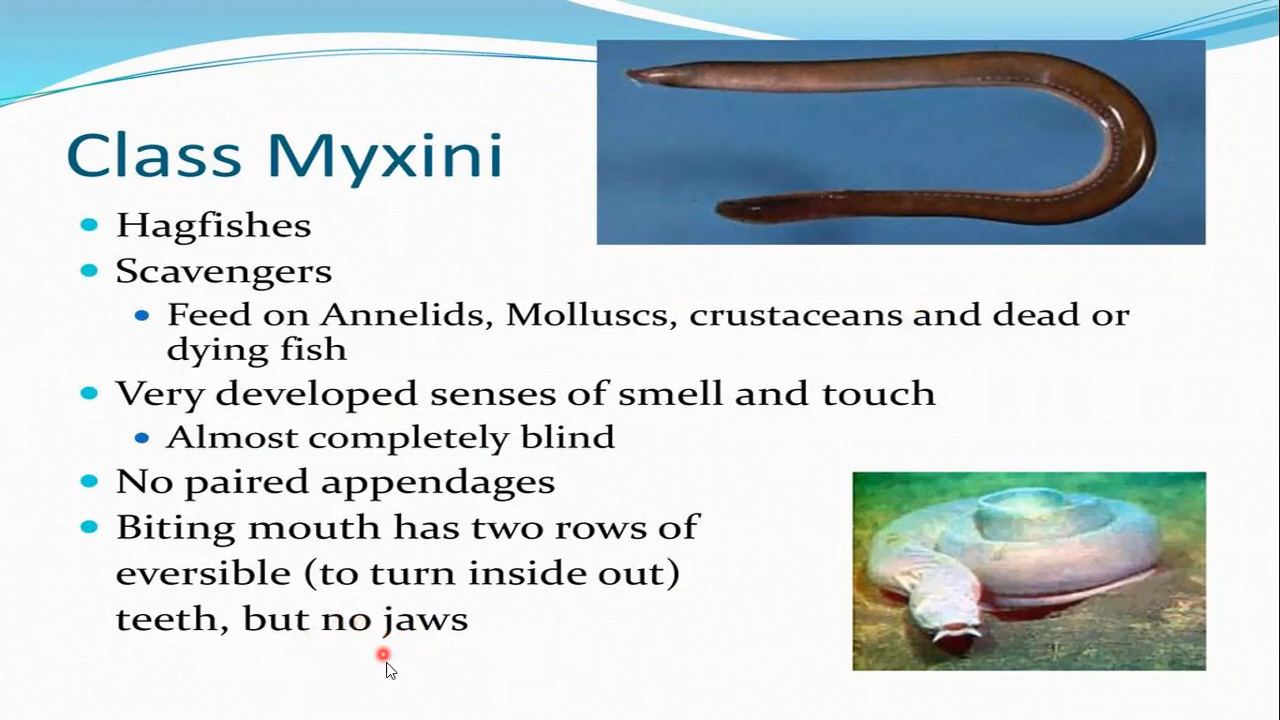 Class Myxini
Hagfishes
Scavengers
Feed on Annelids, Molluscs, crustaceans and dead or
dying fish
Very developed senses of smell and touch
Almost completely blind
No paired appendages
Biting mouth has two rows of
eversible (to turn inside out)
teeth, but no jaws